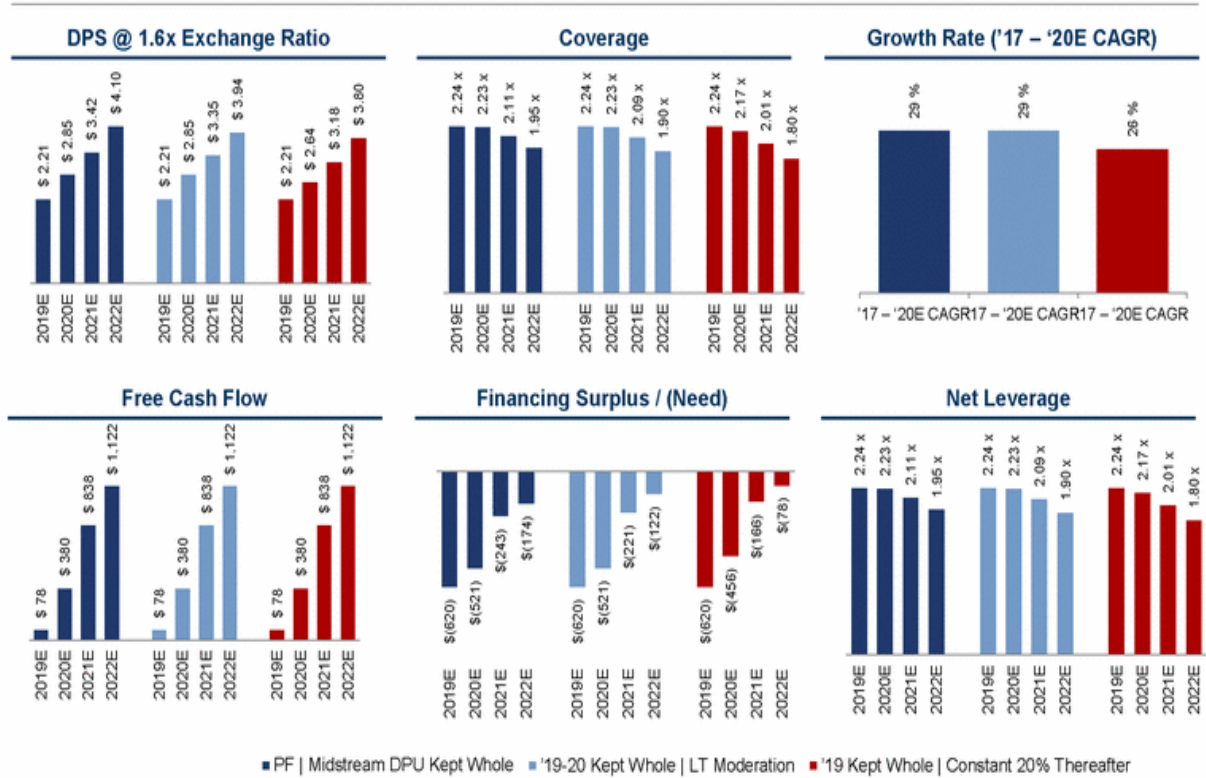 DPS @ 1.6x Exchange Ratio
$ 2.21
$ 2.85
$ 3.42
$ 4.10
$ 2.21
$ 2.85
$ 3.35
$ 3.94
$ 2.21
$ 2.64
$ 3.18
$ 3.80
2019E
2020E
2021E
2022E
2019E
2020E
2021E
2022E
2019E
2020E
2021E
2022E
Coverage
2.24 x
2.23 x
2.11 x
1.95 x
2.24 x
2.23 x
2.09 x
1.90 x
2.24 x
2.17 x
2.01 x
1.80 x
2019E
2020E
2021E
2022E
2019E
2020E
2021E
2022E
2019E
2020E
2021E
2022E
Growth Rate ('17 – '20E CAGR)
29 %
29 %
26 %
'17 – '20E CAGR17 – '20E CAGR17 – '20E CAGR
Free Cash Flow
$ 78
$ 380
$ 838
$ 1,122
$ 78
$ 380
$ 838
$ 1,122
$ 78
$ 380
$ 838
$ 1,122
2019E
2020E
2021E
2022E
2019E
2020E
2021E
2022E
2019E
2020E
2021E
2022E
Financing Surplus / (Need)
$(620)
$(521)
$(243)
$(174)
$(620)
$(521)
$(221)
$(122)
$(620)
$(456)
$(166)
$(78)
2019E
2020E
2021E
2022E
2019E
2020E
2021E
2022E
2019E
2020E
2021E
2022E
Net Leverage
2.24 x
2.23 x
2.11 x
1.95 x
2.24 x
2.23 x
2.09 x
1.90 x
2.24 x
2.17 x
2.01 x
1.80 x
2019E
2020E
2021E
2022E
2019E
2020E
2021E
2022E
2019E
2020E
2021E
2022E
PF | Midstream DPU Kept Whole '19-20 Kept Whole | LT Moderation '19 Kept Whole | Constant 20% Thereafter